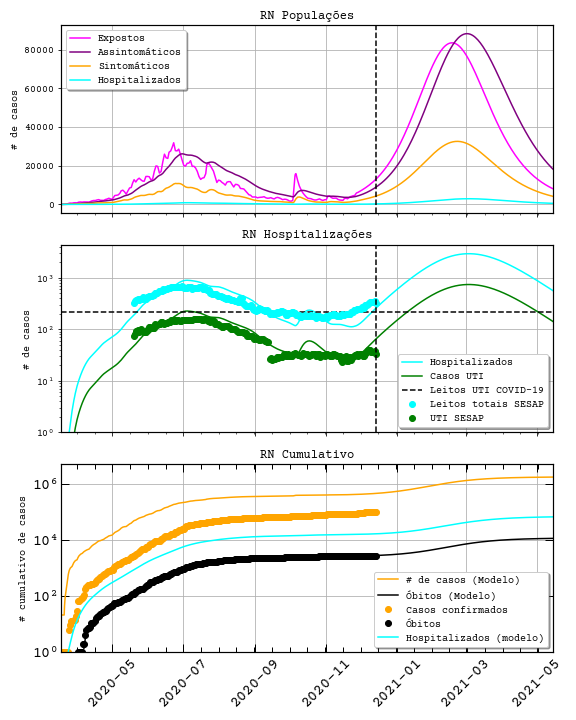 RN Populações
Expostos
Assintomáticos
Sintomáticos
Hospitalizados
# de casos
80000
60000
40000
20000
0
RN Hospitalizações
# de casos
10³
10²
10¹
10⁰
Hospitalizados
Casos UTI
Leitos UTI COVID-19
Leitos totais SESAP
UTI SESAP
RN Cumulativo
# cumulativo de casos
10⁶
10⁴
10²
10⁰
# de casos (Modelo)
Óbitos (Modelo)
Casos confirmados
Óbitos
Hospitalizados (modelo)
2020-05
2020-07
2020-09
2020-11
2021-01
2021-03
2021-05